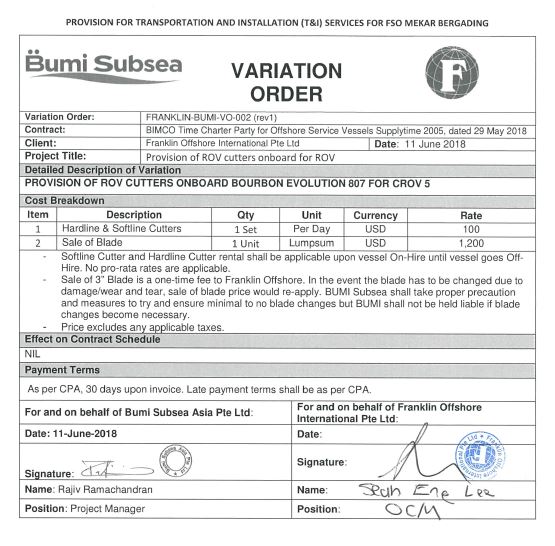 PROVISION FOR TRANSPORTATION AND INSTALLATION (T&I) SERVICES FOR FSO MEKAR BERGADING
Bumi Subsea
VARIATION
ORDER
F
Variation Order: FRANKLIN-BUMI-VO-002 (rev1)
Contract: BIMCO Time Charter Party for Offshore Service Vessels Supplytime 2005, dated 29 May 2018
Client: Franklin Offshore International Pte Ltd Date: 11 June 2018
Project Title: Provision of ROV cutters onboard for ROV
Detailed Description of Variation
PROVISION OF ROV CUTTERS ONBOARD BOURBON EVOLUTION 807 FOR CROV 5
Cost Breakdown
Item Description Qty Unit Currency Rate
1 Hardline & Softline Cutters 1 Set Per Day USD 100
2 Sale of Blade 1 Unit Lumpsum USD 1,200
- Softline Cutter and Hardline Cutter rental shall be applicable upon vessel On-Hire until vessel goes Off-
Hire. No pro-rata rates are applicable.
- Sale of 3" Blade is a one-time fee to Franklin Offshore. In the event the blade has to be changed due to
damage/wear and tear, sale of blade price would re-apply. BUMI Subsea shall take proper precaution
and measures to try and ensure minimal to no blade changes but BUMI shall not be held liable if blade
changes become necessary.
- Price excludes any applicable taxes.
Effect on Contract Schedule
NIL
Payment Terms
As per CPA, 30 days upon invoice. Late payment terms shall be as per CPA.
For and on behalf of Bumi Subsea Asia Pte Ltd:
For and on behalf of Franklin Offshore
International Pte Ltd:
Date: 11-June-2018
Date:
Signature:
Signature:
Name: Rajiv Ramachandran
Name: Seah Eng Lee
Position: Project Manager
Position: OCM